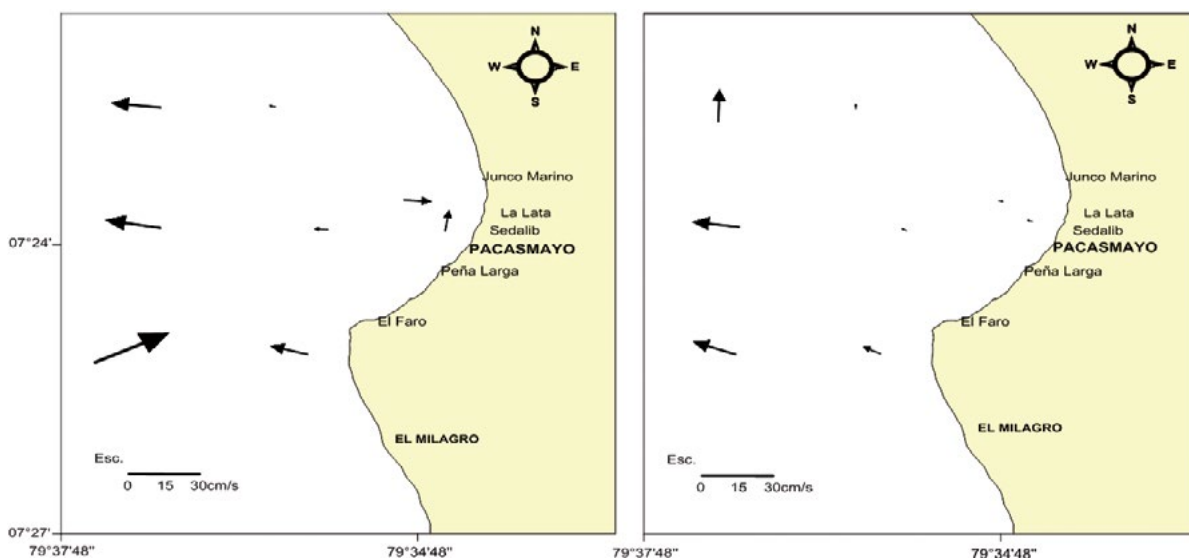 N
W E
S
Junco Marino
La Lata
Sedalib
07°24'
PACASMAYO
Peña Larga
El Faro
EL MILAGRO
Esc.
0 15 30cm/s
07°27'
79°37'48" 79°34'48"
N
W E
S
Junco Marino
La Lata
Sedalib
PACASMAYO
Peña Larga
El Faro
EL MILAGRO
Esc.
0 15 30cm/s
79°37'48" 79°34'48"